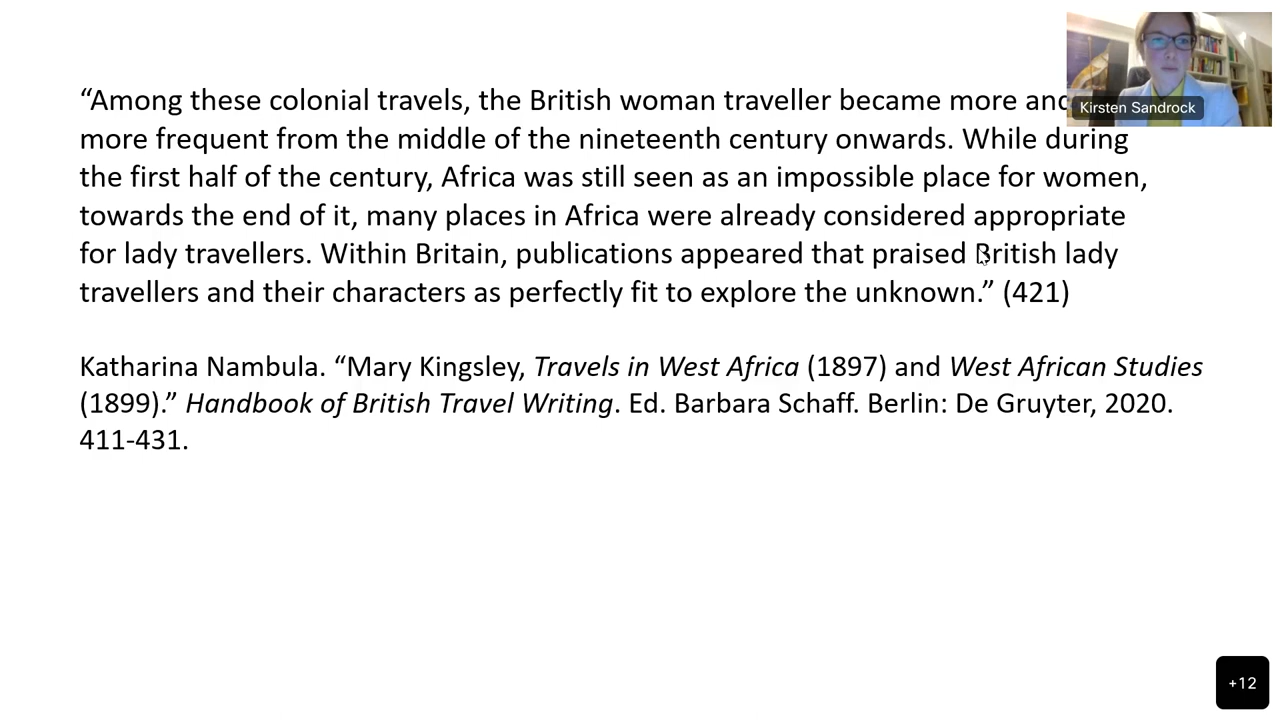 “Among these colonial travels, the British woman traveller became more and
Kirsten Sandrock
more frequent from the middle of the nineteenth century onwards. While during
the first half of the century, Africa was still seen as an impossible place for women,
towards the end of it, many places in Africa were already considered appropriate
for lady travellers. Within Britain, publications appeared that praised British lady
travellers and their characters as perfectly fit to explore the unknown.” (421)
Katharina Nambula. “Mary Kingsley, Travels in West Africa (1897) and West African Studies
(1899).” Handbook of British Travel Writing. Ed. Barbara Schaff. Berlin: De Gruyter, 2020.
411-431.
+12